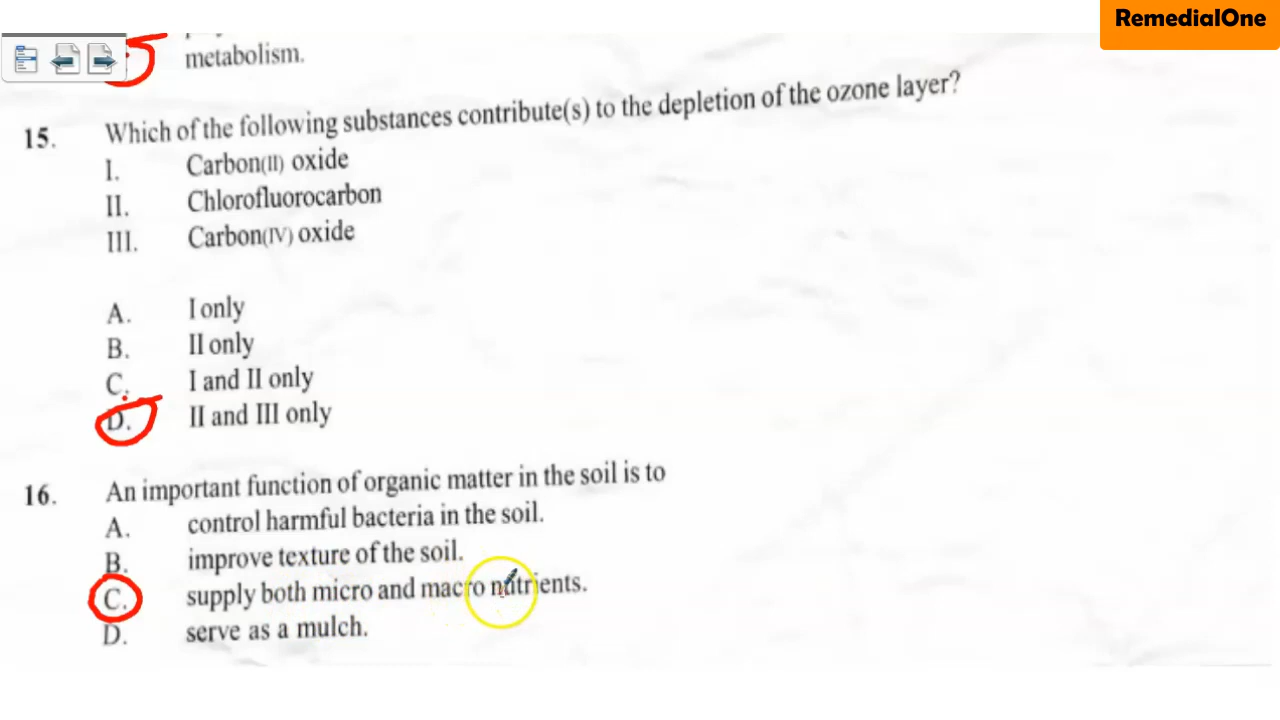 RemedialOne
metabolism.
15. Which of the following substances contribute(s) to the depletion of the ozone layer?
I. Carbon(II) oxide
II. Chlorofluorocarbon
III. Carbon(IV) oxide
A. I only
B. II only
C. I and II only
D. II and III only
16. An important function of organic matter in the soil is to
A. control harmful bacteria in the soil.
B. improve texture of the soil.
C. supply both micro and macro nutrients.
D. serve as a mulch.